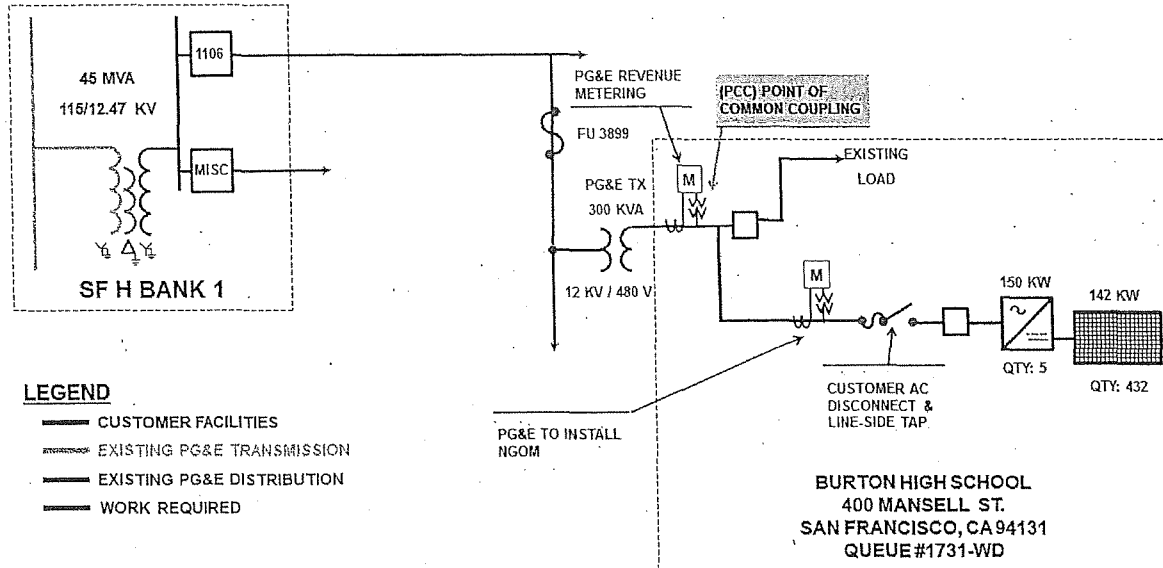 1106
45 MVA
115/12.47 KV
MISC
SF H BANK 1
PG&E REVENUE
METERING
(PCC) POINT OF
COMMON COUPLING
FU 3899
M
EXISTING
LOAD
PG&E TX
300 KVA
12 KV / 480 V
M
150 KW
142 KW
QTY: 5
QTY: 432
CUSTOMER AC
DISCONNECT &
LINE-SIDE TAP
PG&E TO INSTALL
NGOM
LEGEND
CUSTOMER FACILITIES
EXISTING PG&E TRANSMISSION
EXISTING PG&E DISTRIBUTION
WORK REQUIRED
BURTON HIGH SCHOOL
400 MANSELL ST.
SAN FRANCISCO, CA 94131
QUEUE #1731-WD